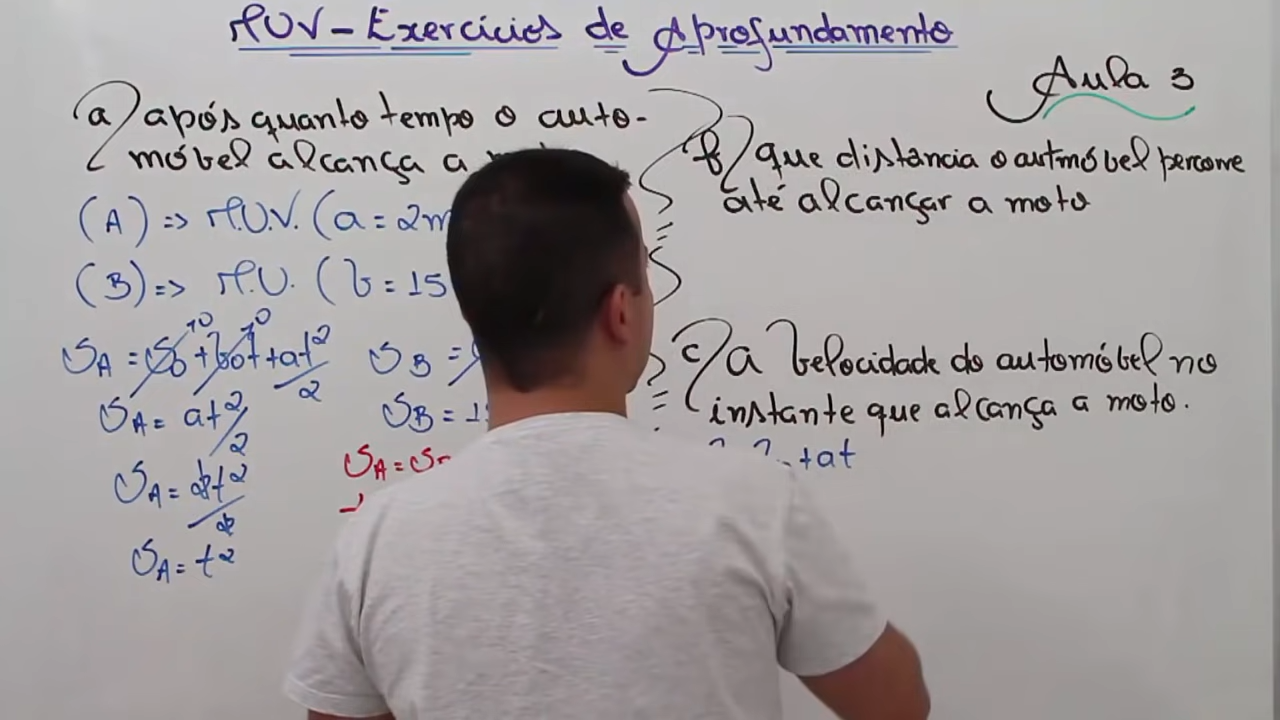 MUV - Exercícios de Aprofundamento
Aula 3
a) após quanto tempo o auto-
móvel alcança a
(A) => M.U.V. (a = 2m
(B) => M.U. (V = 15
SA = S0 + V0t + at²/2
SA = at²/2
SA = 2t²/2
SA = t²
SB =
SB = 1
SA = S
b) que distância o autmóvel percorre
até alcançar a moto
c) a velocidade do automóvel no
instante que alcança a moto.
+at